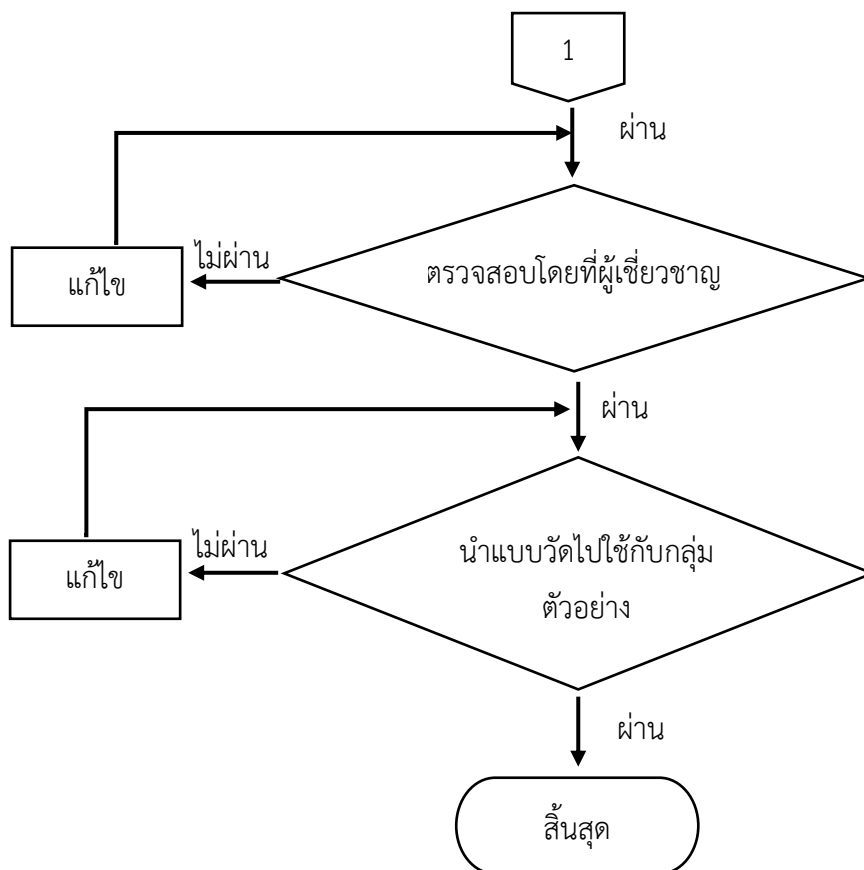 1
ผ่าน
ไม่ผ่าน
แก้ไข
ตรวจสอบโดยที่ผู้เชี่ยวชาญ
ผ่าน
ไม่ผ่าน
แก้ไข
นำแบบวัดไปใช้กับกลุ่ม
ตัวอย่าง
ผ่าน
สิ้นสุด